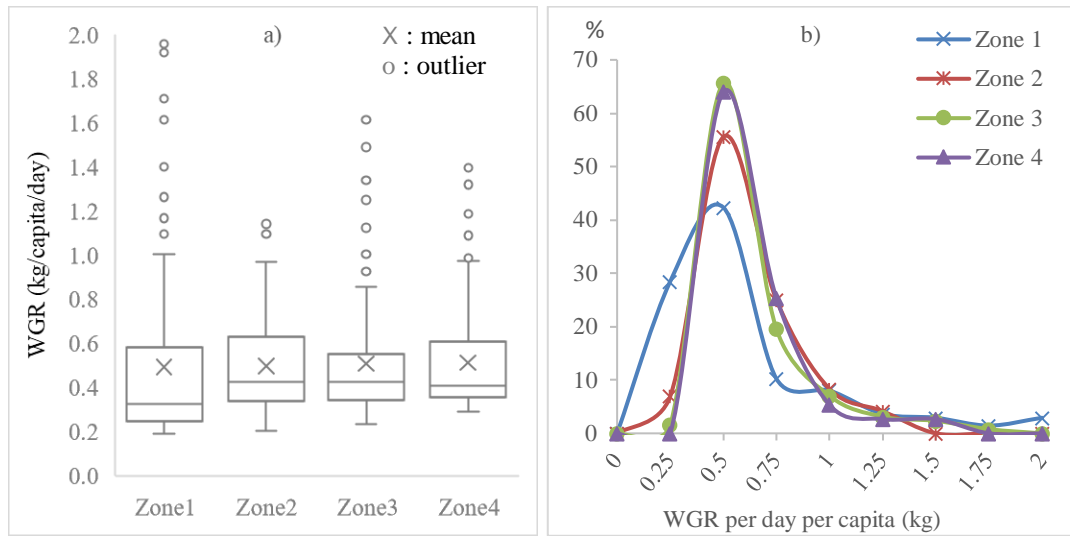 a)
X : mean
o : outlier
WGR (kg/capita/day)
2.0
1.8
1.6
1.4
1.2
1.0
0.8
0.6
0.4
0.2
0.0
Zone1 Zone2 Zone3 Zone4
b)
%
70
60
50
40
30
20
10
0
0 0.25 0.5 0.75 1 1.25 1.5 1.75 2
WGR per day per capita (kg)
Zone 1
Zone 2
Zone 3
Zone 4